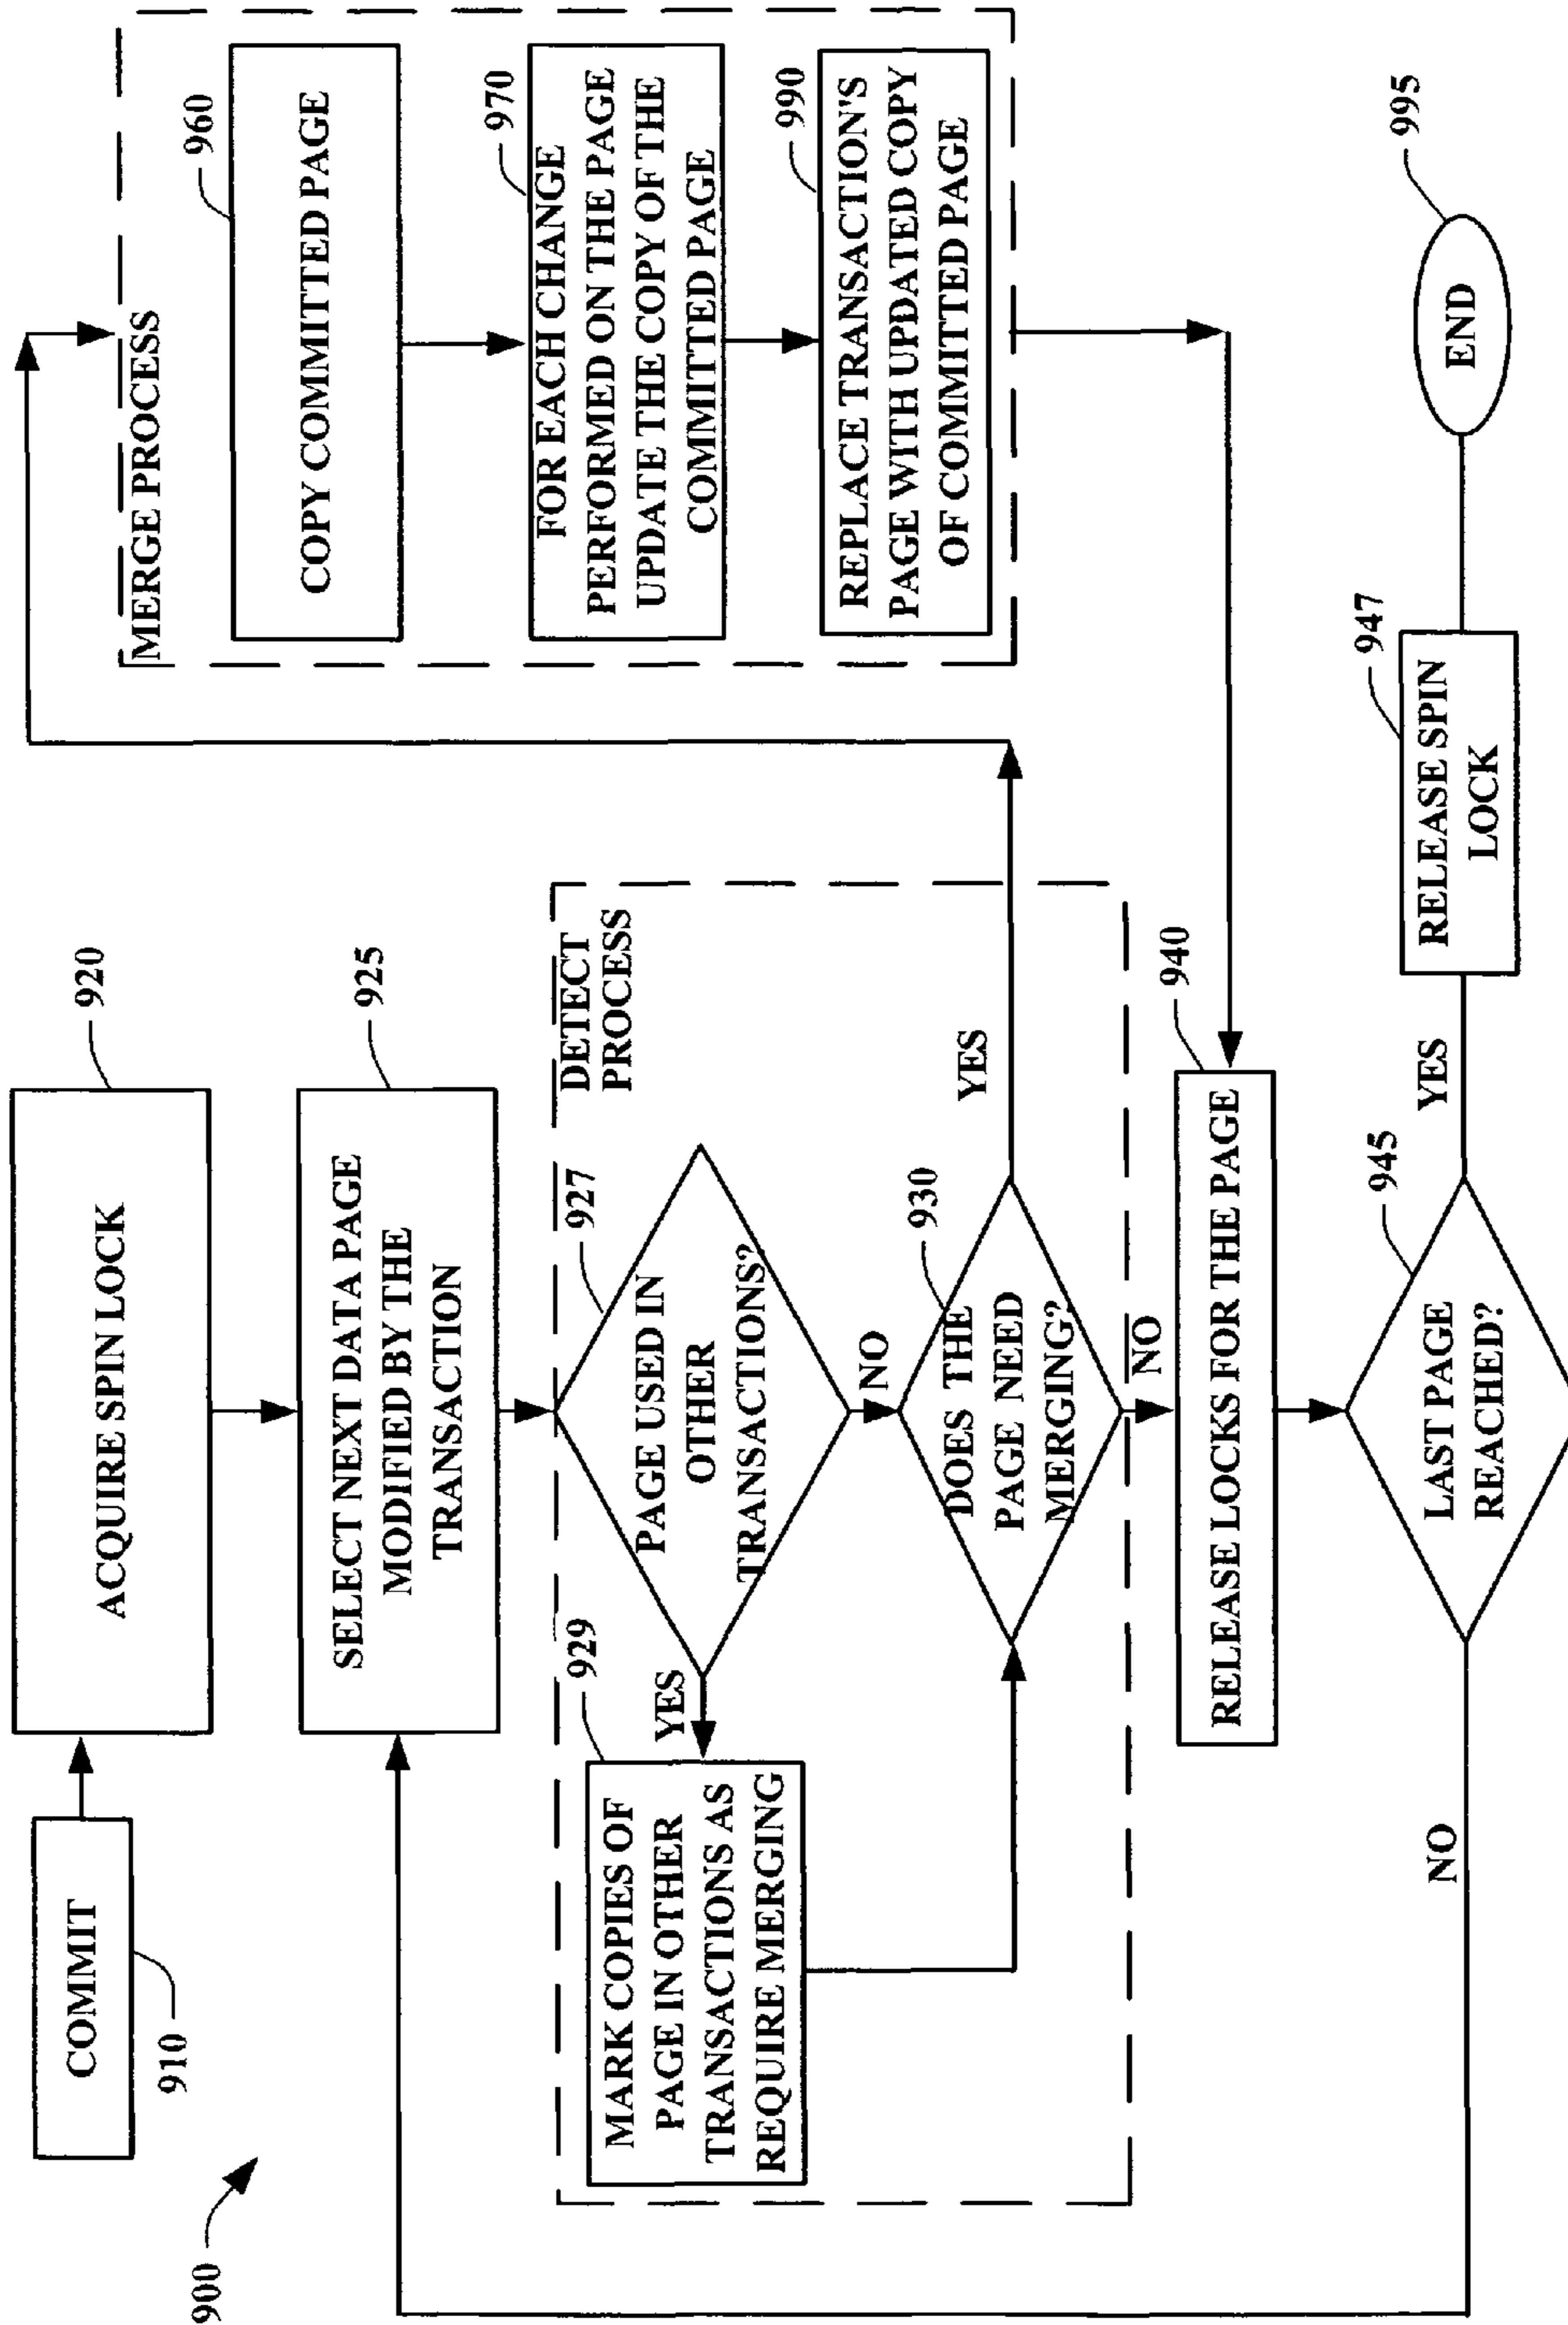 900
COMMIT
910
ACQUIRE SPIN LOCK
920
SELECT NEXT DATA PAGE
MODIFIED BY THE
TRANSACTION
925
DETECT
PROCESS
PAGE USED IN
OTHER
TRANSACTIONS?
927
YES
NO
MARK COPIES OF
PAGE IN OTHER
TRANSACTIONS AS
REQUIRE MERGING
929
DOES THE
PAGE NEED
MERGING?
930
YES
NO
MERGE PROCESS
COPY COMMITTED PAGE
960
FOR EACH CHANGE
PERFORMED ON THE PAGE
UPDATE THE COPY OF THE
COMMITTED PAGE
970
REPLACE TRANSACTION'S
PAGE WITH UPDATED COPY
OF COMMITTED PAGE
990
RELEASE LOCKS FOR THE PAGE
940
LAST PAGE
REACHED?
945
NO
YES
RELEASE SPIN
LOCK
947
END
995